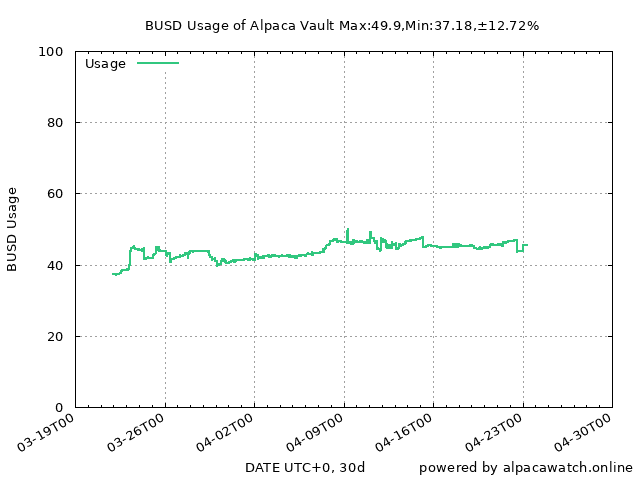 BUSD Usage of Alpaca Vault Max:49.9,Min:37.18,±12.72%
100
Usage
80
60
40
20
0
BUSD Usage
03-19T00 03-26T00 04-02T00 04-09T00 04-16T00 04-23T00 04-30T00
DATE UTC+0, 30d powered by alpacawatch.online